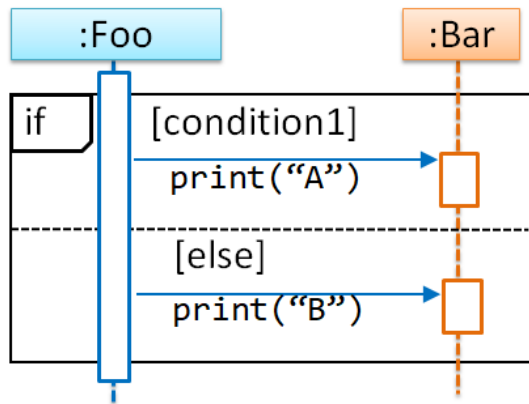 :Foo
:Bar
if
[condition1]
print(“A”)
[else]
print(“B”)